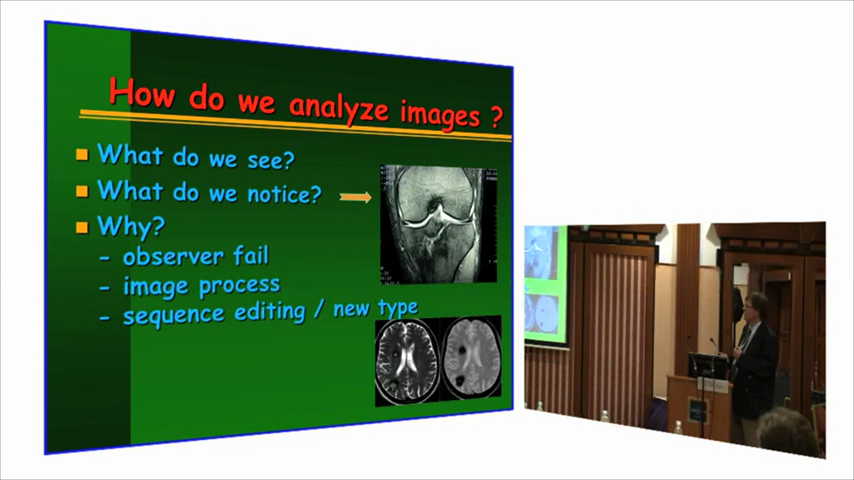 How do we analyze images ?
What do we see?
What do we notice?
Why?
- observer fail
- image process
- sequence editing / new type